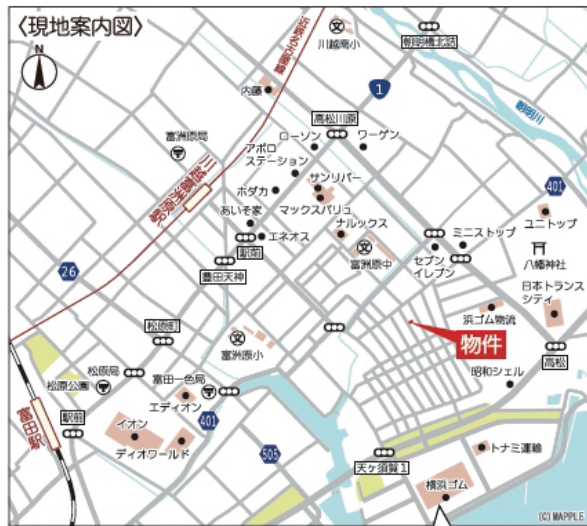 〈現地案内図〉
N
近鉄名古屋線
川越南小
朝明橋北詰
1
内藤
朝明川
高松川原
富洲原局
ローソン
ワーゲン
アポロ
ステーション
401
川越富洲原駅
ホダカ
サンリバー
マックスバリュ
ユニトップ
あいそ家
ナルックス
エネオス
ミニストップ
駅前
富洲原中
セブン
イレブン
八幡神社
26
豊田天神
日本トランス
シティ
浜ゴム物流
松原町
物件
富洲原小
高松
松原局
富田一色局
昭和シェル
松原公園
エディオン
駅前
401
富田駅
イオン
ディオワールド
505
トナミ運輸
天ヶ須賀1
横浜ゴム
(C) MAPPLE